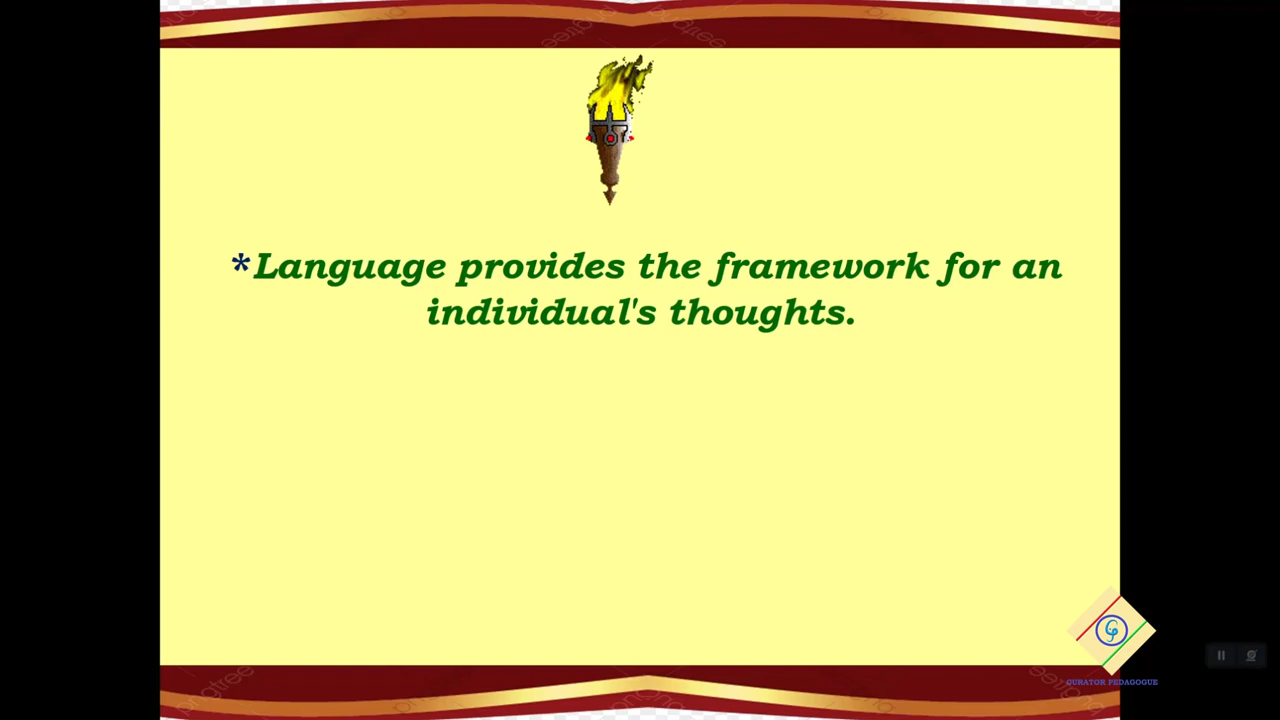 *Language provides the framework for an
individual's thoughts.
CURATOR PEDAGOGUE